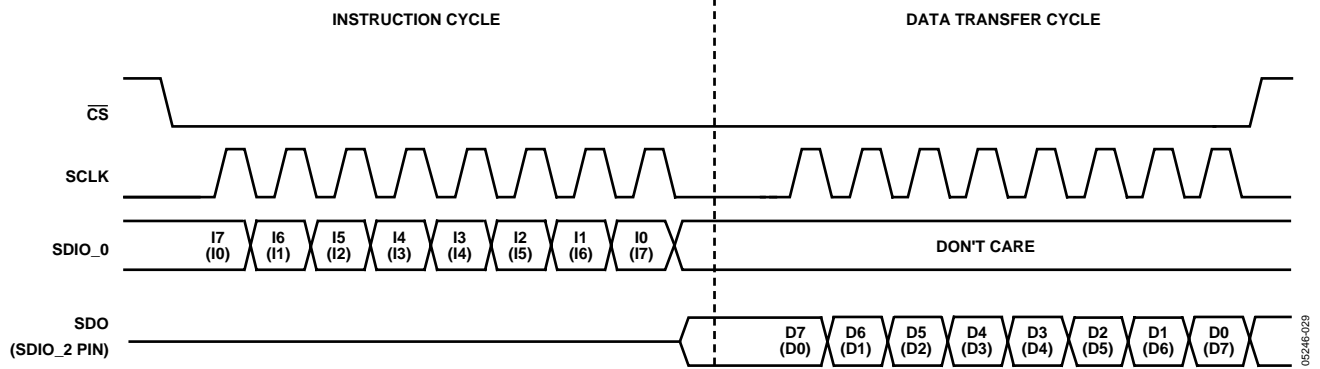 INSTRUCTION CYCLE
DATA TRANSFER CYCLE
CS
SCLK
SDIO_0
I7 I6 I5 I4 I3 I2 I1 I0
(I0) (I1) (I2) (I3) (I4) (I5) (I6) (I7)
DON'T CARE
SDO
(SDIO_2 PIN)
D7 D6 D5 D4 D3 D2 D1 D0
(D0) (D1) (D2) (D3) (D4) (D5) (D6) (D7)
05246-029